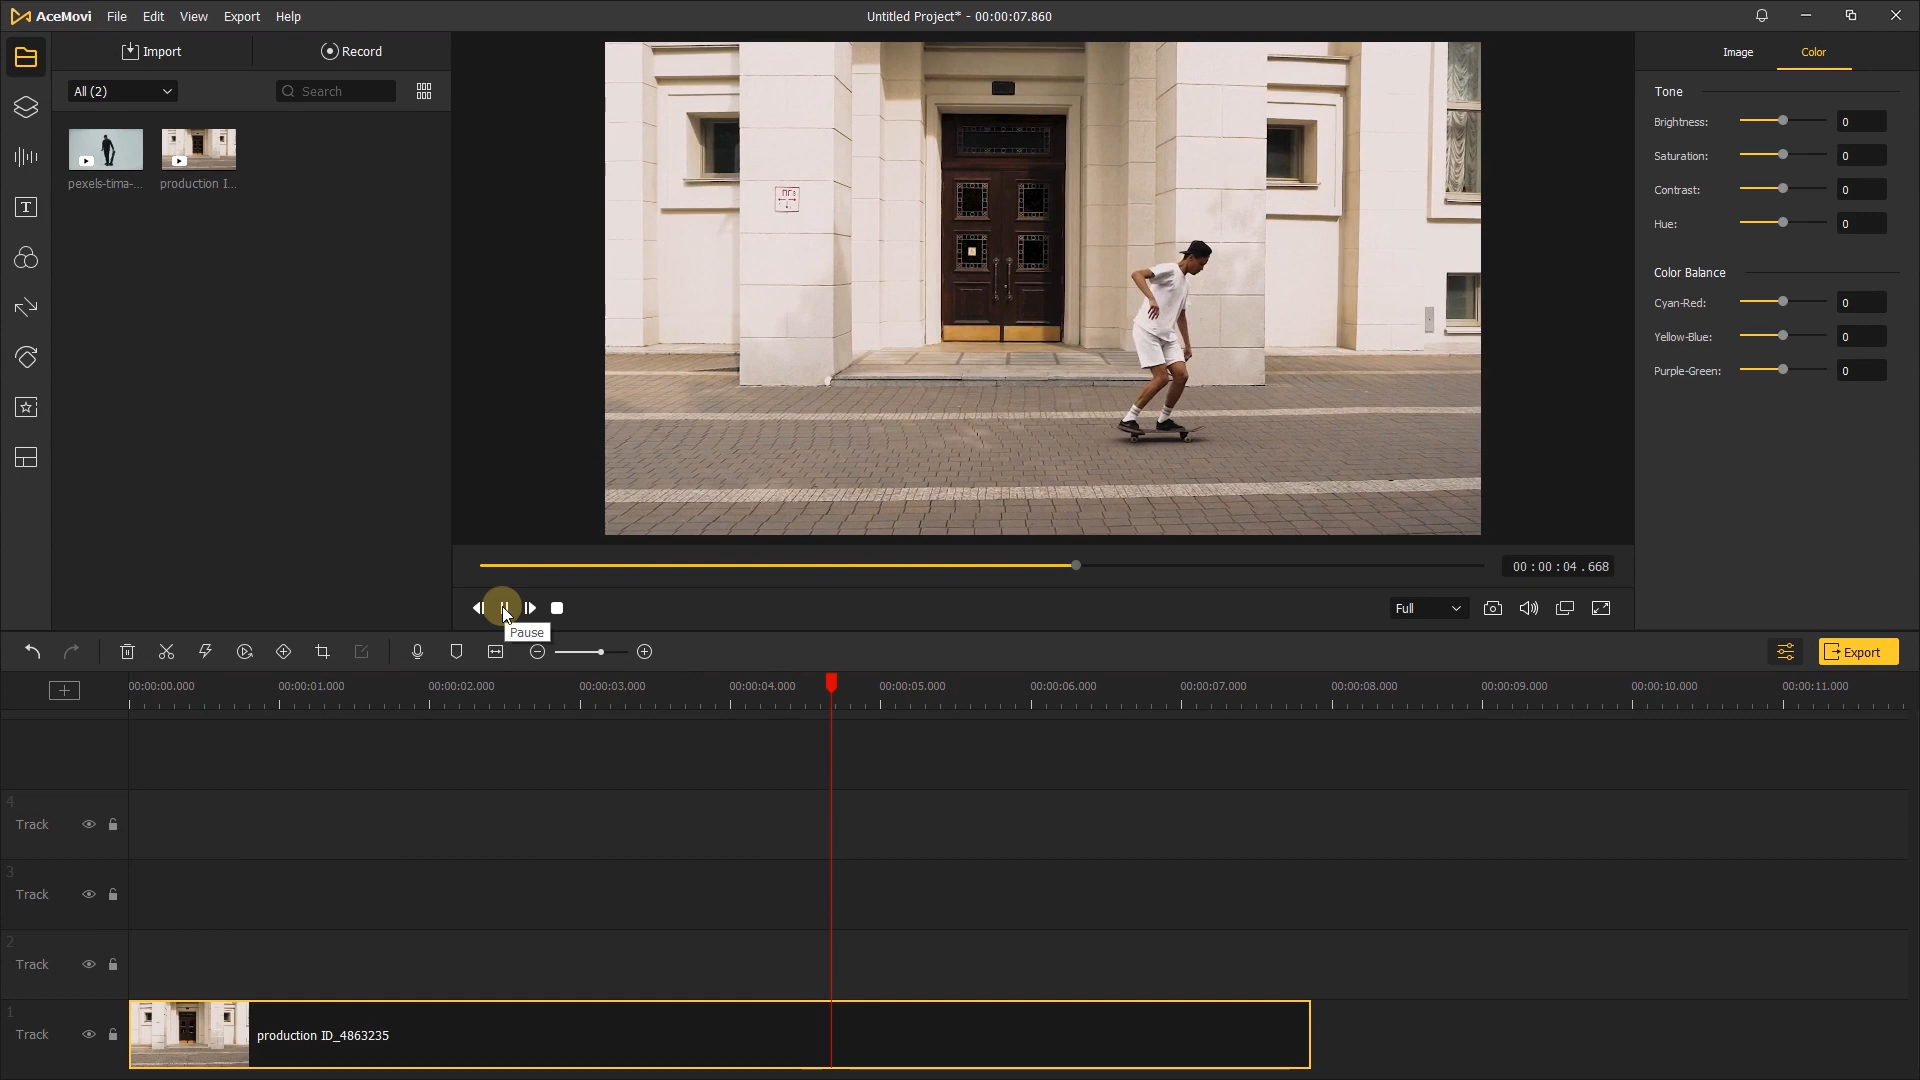 AceMovi File Edit View Export Help
Untitled Project* - 00:00:07.860
Import Record
All (2) Search
pexels-tima-... production I...
Image Color
Tone
Brightness: 0
Saturation: 0
Contrast: 0
Hue: 0
Color Balance
Cyan-Red: 0
Yellow-Blue: 0
Purple-Green: 0
00 : 00 : 04 . 668
Full
Pause
Export
00:00:00.000 00:00:01.000 00:00:02.000 00:00:03.000 00:00:04.000 00:00:05.000 00:00:06.000 00:00:07.000 00:00:08.000 00:00:09.000 00:00:10.000 00:00:11.000
4
Track
3
Track
2
Track
1
Track
production ID_4863235